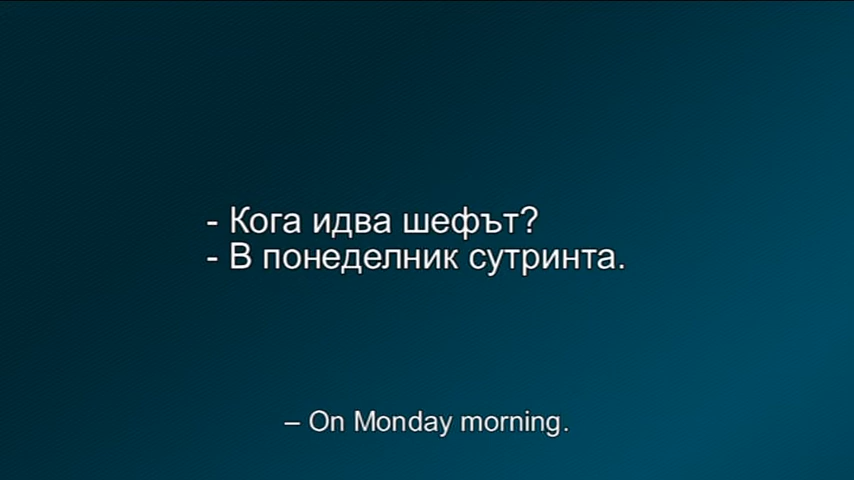 - Кога идва шефът?
- В понеделник сутринта.
– On Monday morning.